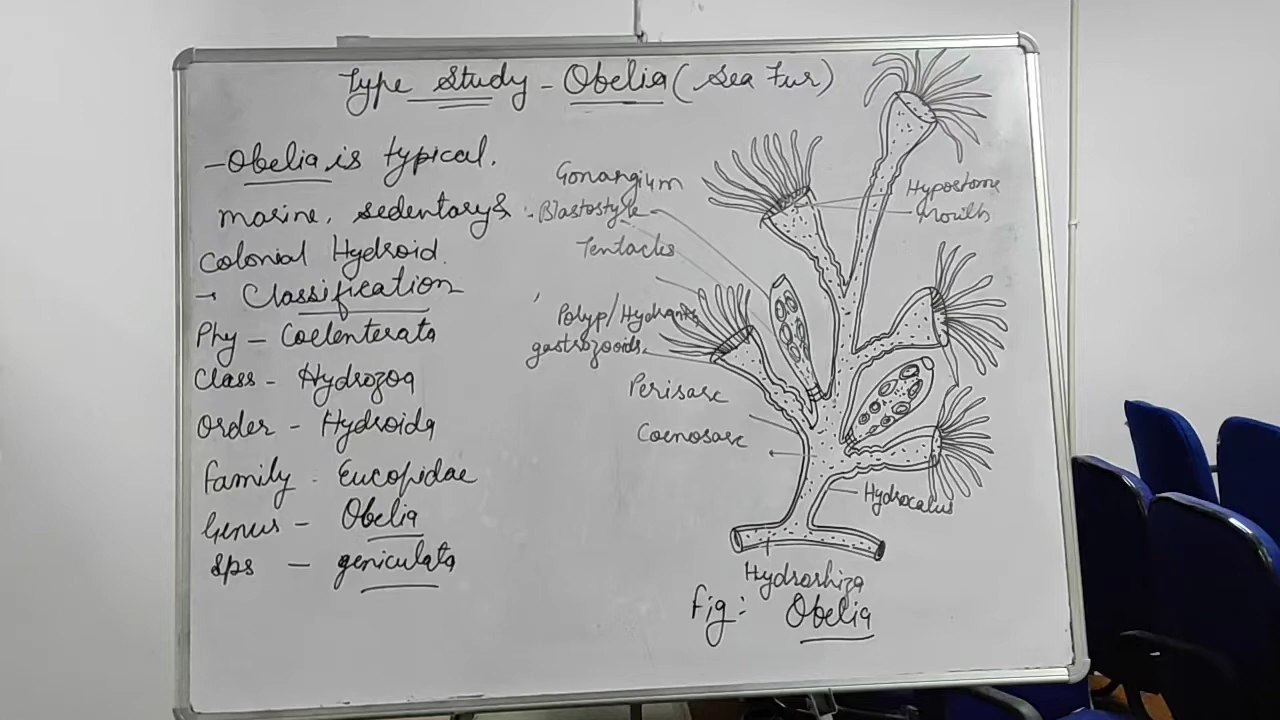 Type Study - Obelia (Sea Fur)
- Obelia is typical.
marine, sedentary &
Colonial Hydroid.
→ Classification
Phy - Coelenterata
Class - Hydrozoa
Order - Hydroida
Family - Eucopidae
Genus - Obelia
Sps - geniculata
Gonangium
Blastostyle
Tentacles
Polyp/Hydranth
gastrozooids
Perisarc
Coenosarc
Hypostome
Mouth
Hydrocalus
Hydrorhiza
Fig: Obelia